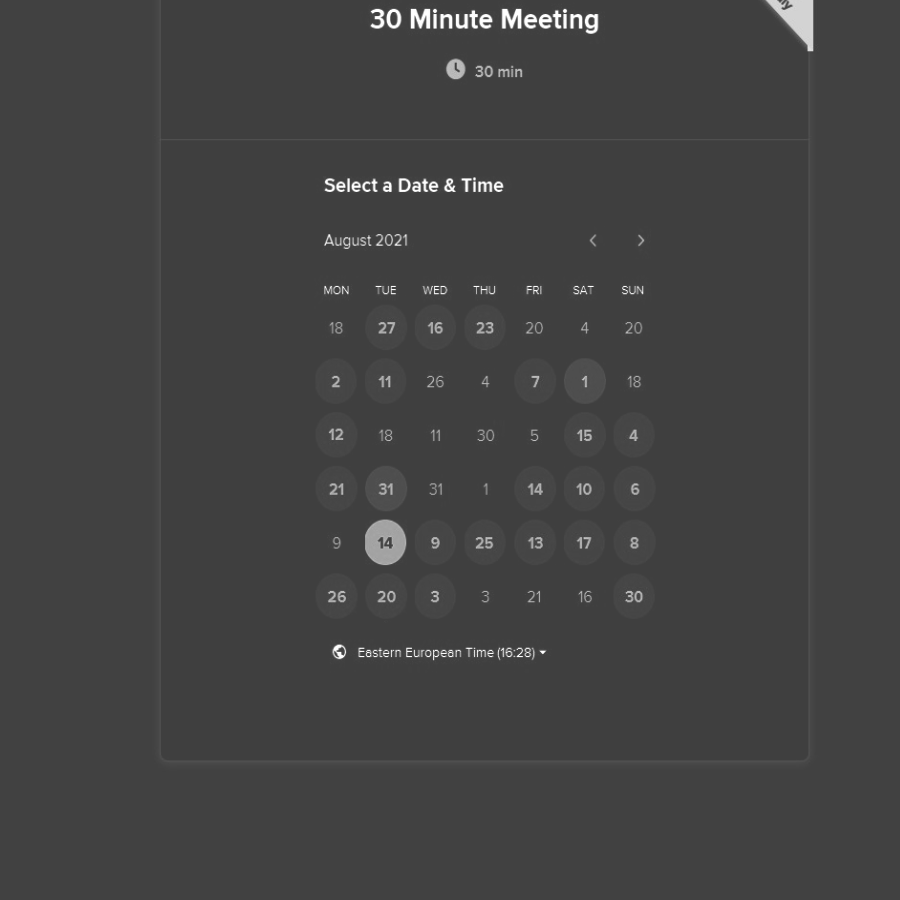 30 Minute Meeting
30 min
Select a Date & Time
August 2021
MON TUE WED THU FRI SAT SUN
18 27 16 23 20 4 20
2 11 26 4 7 1 18
12 18 11 30 5 15 4
21 31 31 1 14 10 6
9 14 9 25 13 17 8
26 20 3 3 21 16 30
Eastern European Time (16:28)